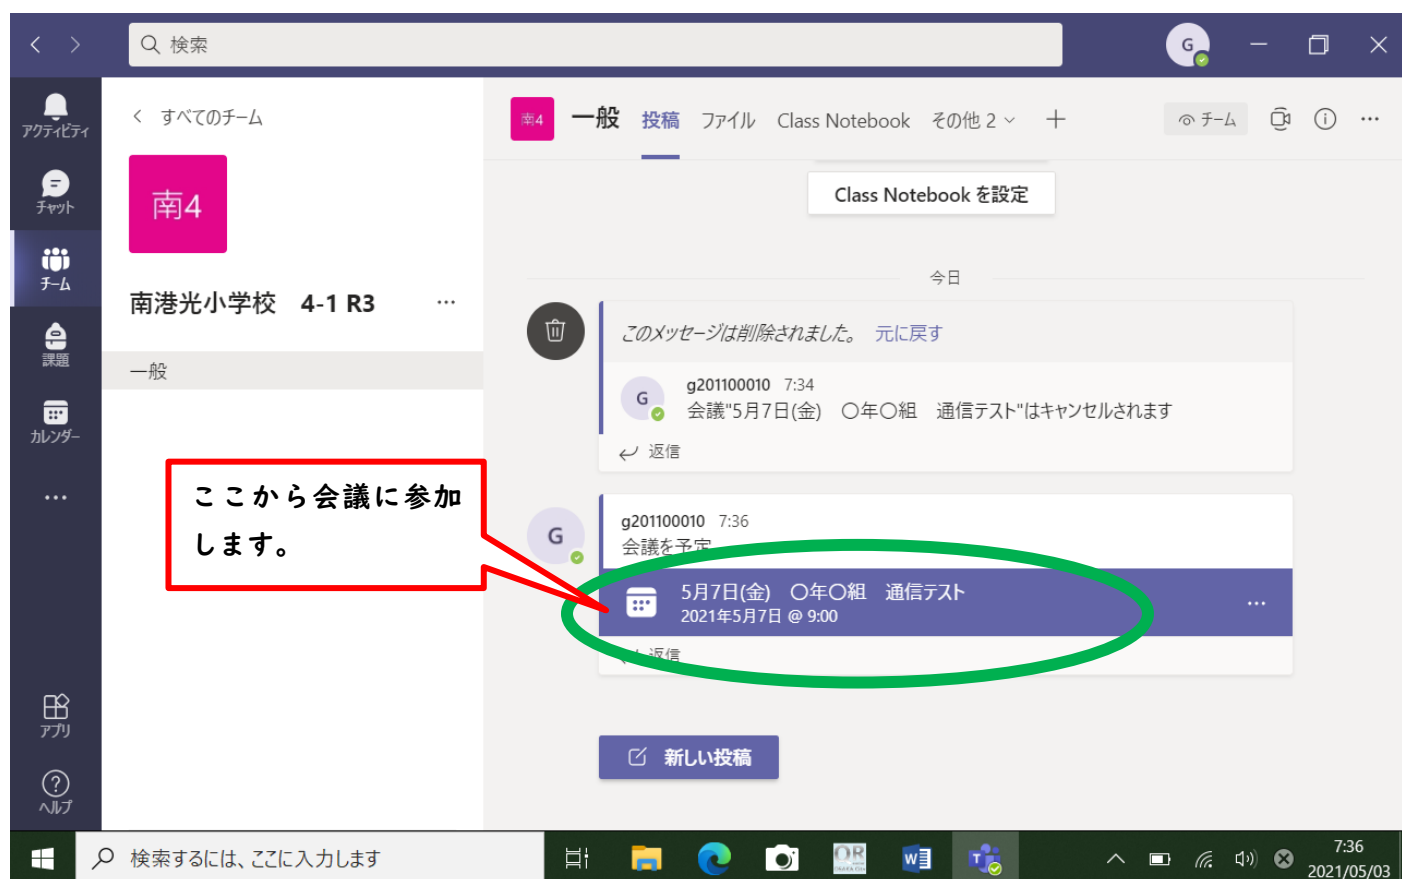 検索
G
アクティビティ
チャット
チーム
課題
カレンダー
アプリ
ヘルプ
すべてのチーム
南4
南港光小学校 4-1 R3
一般
南4 一般 投稿 ファイル Class Notebook その他 2
チーム
Class Notebook を設定
今日
このメッセージは削除されました。 元に戻す
G
g201100010 7:34
会議"5月7日(金) 〇年〇組 通信テスト"はキャンセルされます
返信
G
g201100010 7:36
会議を予定
5月7日(金) 〇年〇組 通信テスト
2021年5月7日 @ 9:00
返信
ここから会議に参加
します。
新しい投稿
検索するには、ここに入力します
OR
7:36
2021/05/03